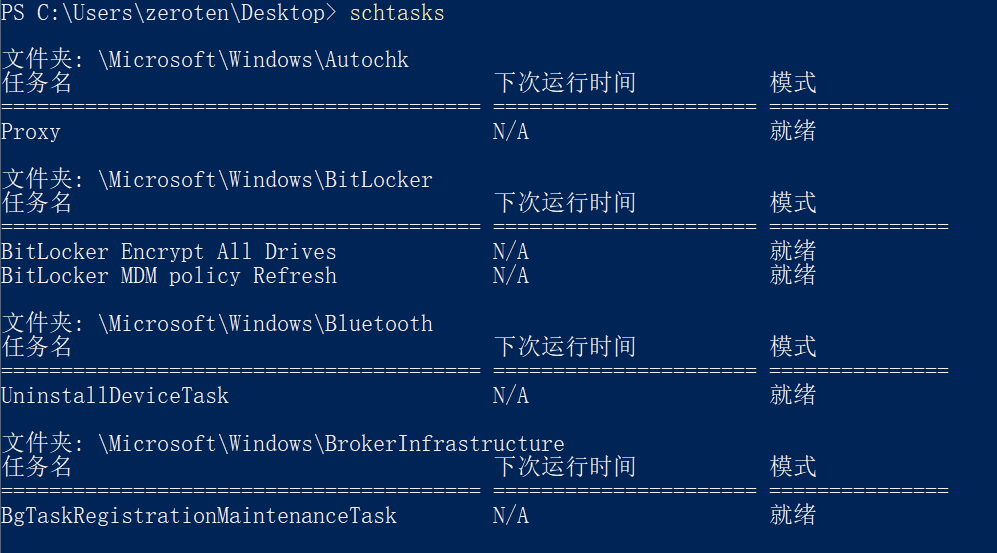 PS C:\Users\zeroten\Desktop> schtasks
文件夹: \Microsoft\Windows\Autochk
任务名 下次运行时间 模式
======================================== ====================== ===============
Proxy N/A 就绪
文件夹: \Microsoft\Windows\BitLocker
任务名 下次运行时间 模式
======================================== ====================== ===============
BitLocker Encrypt All Drives N/A 就绪
BitLocker MDM policy Refresh N/A 就绪
文件夹: \Microsoft\Windows\Bluetooth
任务名 下次运行时间 模式
======================================== ====================== ===============
UninstallDeviceTask N/A 就绪
文件夹: \Microsoft\Windows\BrokerInfrastructure
任务名 下次运行时间 模式
======================================== ====================== ===============
BgTaskRegistrationMaintenanceTask N/A 就绪